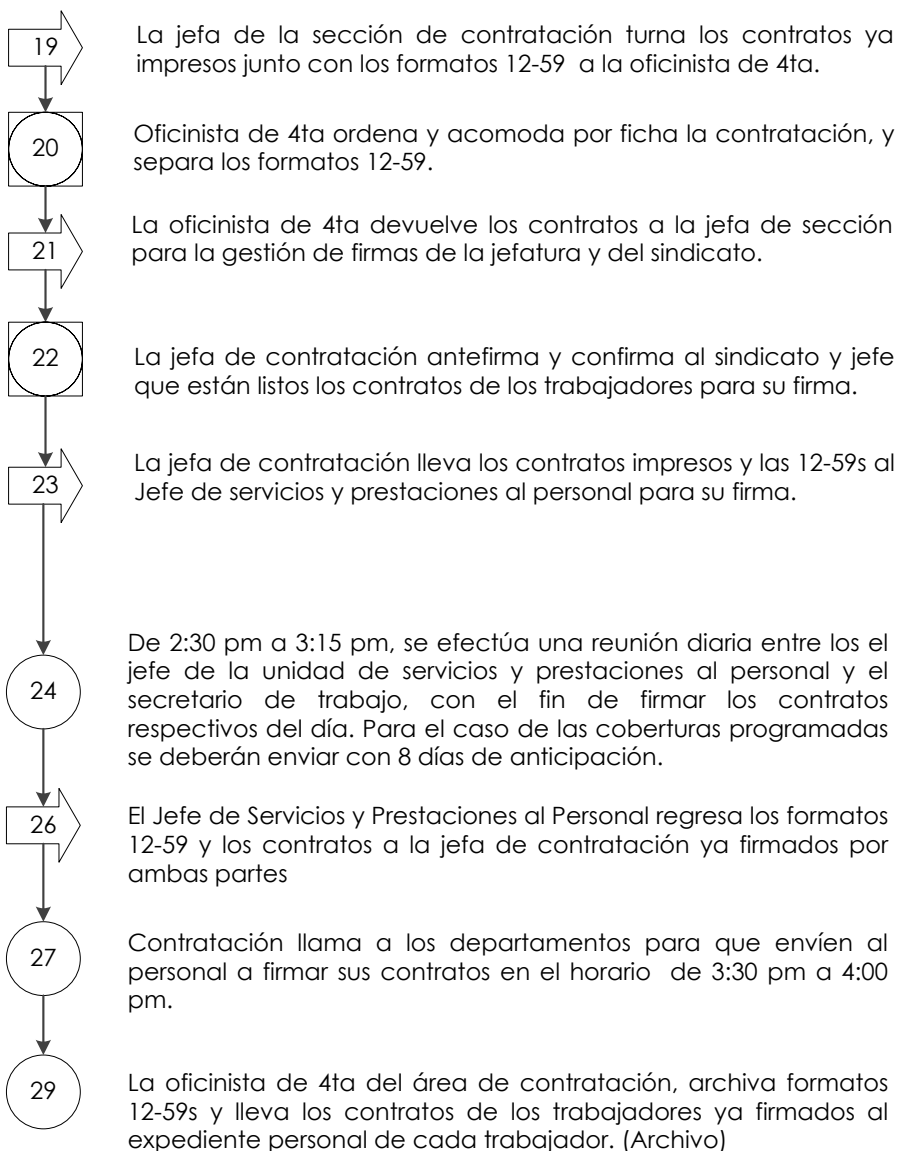 19
La jefa de la sección de contratación turna los contratos ya
impresos junto con los formatos 12-59 a la oficinista de 4ta.
20
Oficinista de 4ta ordena y acomoda por ficha la contratación, y
separa los formatos 12-59.
21
La oficinista de 4ta devuelve los contratos a la jefa de sección
para la gestión de firmas de la jefatura y del sindicato.
22
La jefa de contratación antefirma y confirma al sindicato y jefe
que están listos los contratos de los trabajadores para su firma.
23
La jefa de contratación lleva los contratos impresos y las 12-59s al
Jefe de servicios y prestaciones al personal para su firma.
24
De 2:30 pm a 3:15 pm, se efectúa una reunión diaria entre los el
jefe de la unidad de servicios y prestaciones al personal y el
secretario de trabajo, con el fin de firmar los contratos
respectivos del día. Para el caso de las coberturas programadas
se deberán enviar con 8 días de anticipación.
26
El Jefe de Servicios y Prestaciones al Personal regresa los formatos
12-59 y los contratos a la jefa de contratación ya firmados por
ambas partes
27
Contratación llama a los departamentos para que envíen al
personal a firmar sus contratos en el horario de 3:30 pm a 4:00
pm.
29
La oficinista de 4ta del área de contratación, archiva formatos
12-59s y lleva los contratos de los trabajadores ya firmados al
expediente personal de cada trabajador. (Archivo)